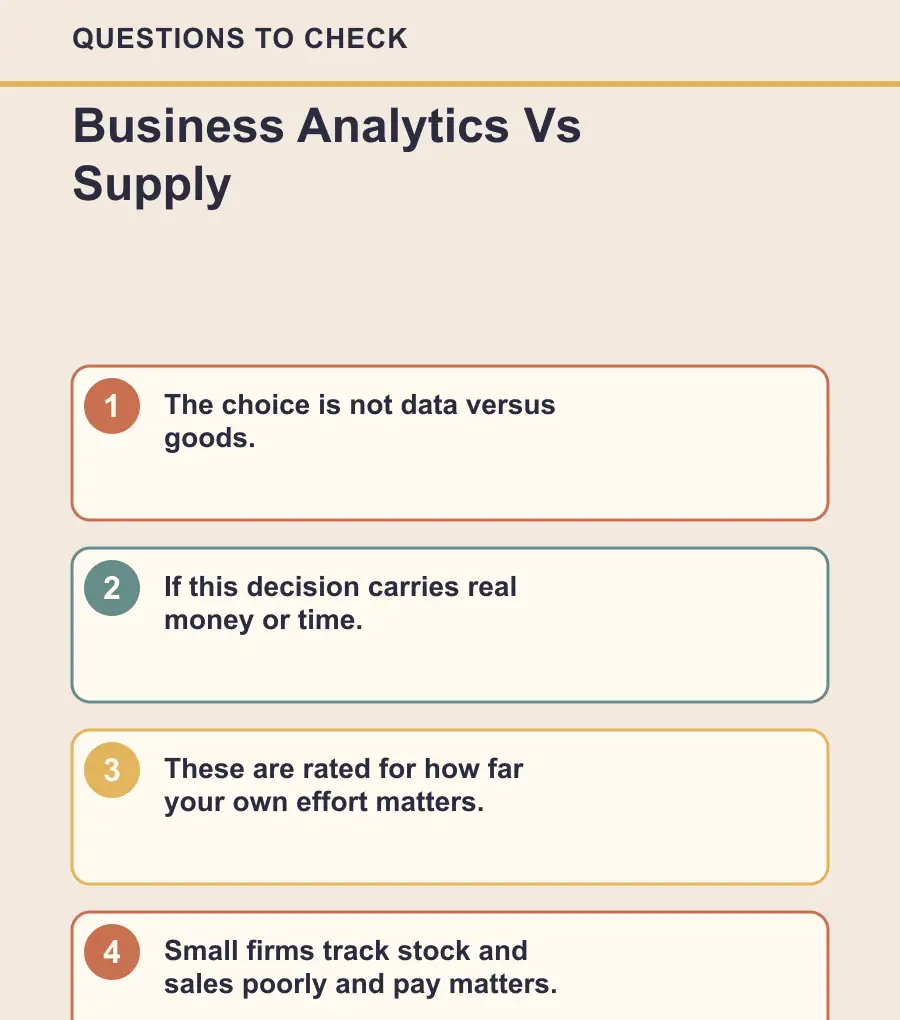 QUESTIONS TO CHECK
Business Analytics Vs
Supply
1
The choice is not data versus
goods.
2
If this decision carries real
money or time.
3
These are rated for how far
your own effort matters.
4
Small firms track stock and
sales poorly and pay matters.